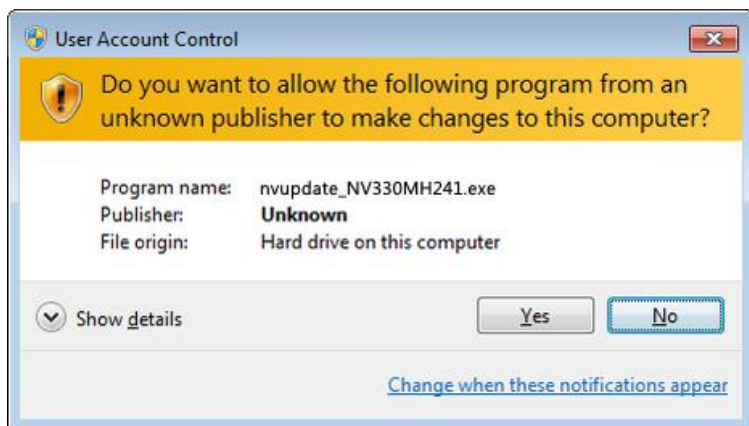 User Account Control
Do you want to allow the following program from an
unknown publisher to make changes to this computer?
Program name: nvupdate_NV330MH241.exe
Publisher: Unknown
File origin: Hard drive on this computer
Show details
Yes
No
Change when these notifications appear